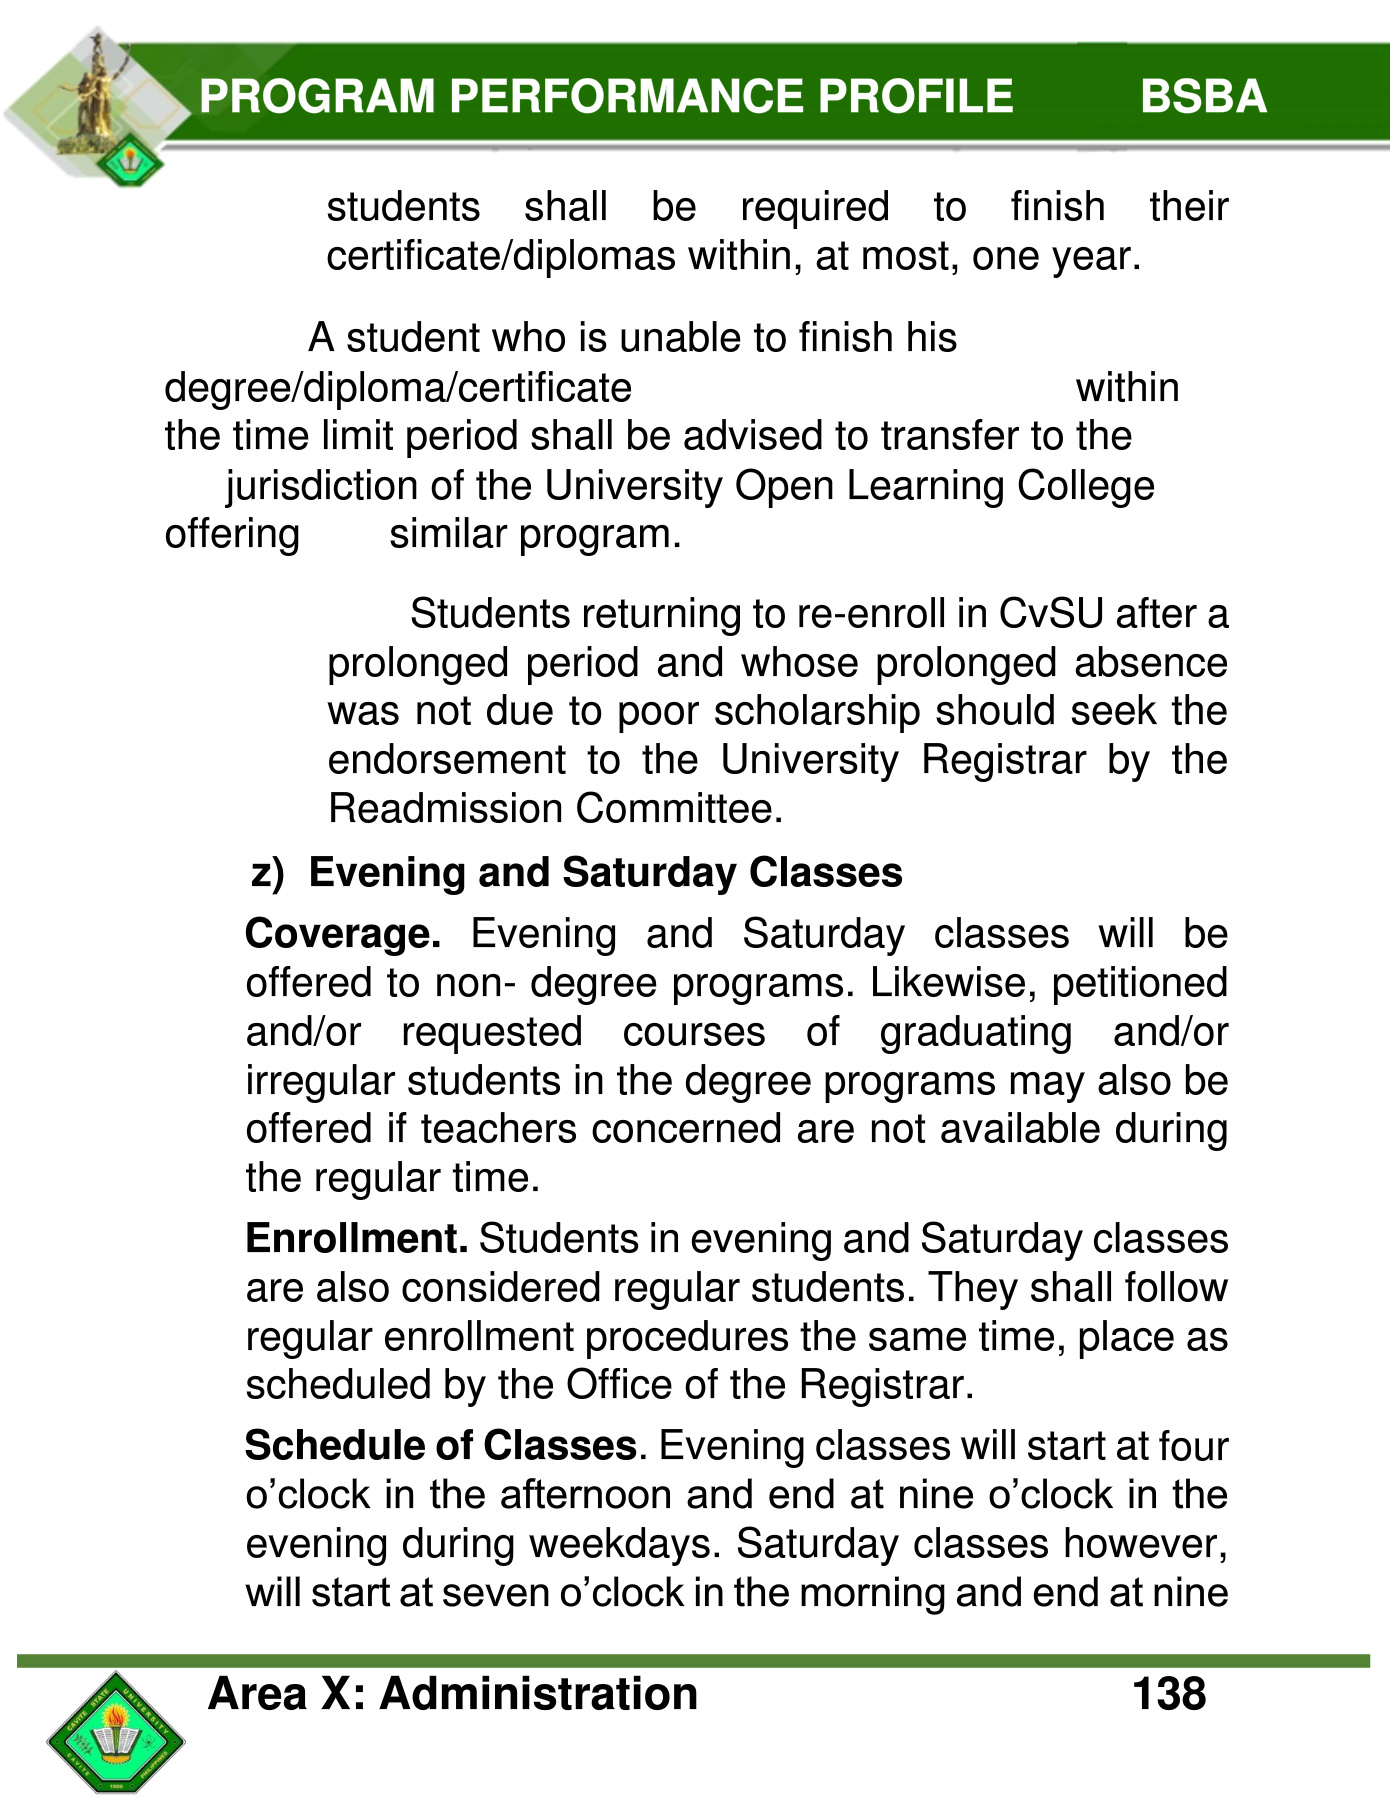 PROGRAM PERFORMANCE PROFILE BSBA
students shall be required to finish their
certificate/diplomas within, at most, one year.
A student who is unable to finish his
degree/diploma/certificate within
the time limit period shall be advised to transfer to the
jurisdiction of the University Open Learning College
offering similar program.
Students returning to re-enroll in CvSU after a
prolonged period and whose prolonged absence
was not due to poor scholarship should seek the
endorsement to the University Registrar by the
Readmission Committee.
z) Evening and Saturday Classes
Coverage. Evening and Saturday classes will be
offered to non- degree programs. Likewise, petitioned
and/or requested courses of graduating and/or
irregular students in the degree programs may also be
offered if teachers concerned are not available during
the regular time.
Enrollment. Students in evening and Saturday classes
are also considered regular students. They shall follow
regular enrollment procedures the same time, place as
scheduled by the Office of the Registrar.
Schedule of Classes. Evening classes will start at four
o’clock in the afternoon and end at nine o’clock in the
evening during weekdays. Saturday classes however,
will start at seven o’clock in the morning and end at nine
Area X: Administration 138
CAVITE STATE UNIVERSITY
CAVITE PHILIPPINES
1906